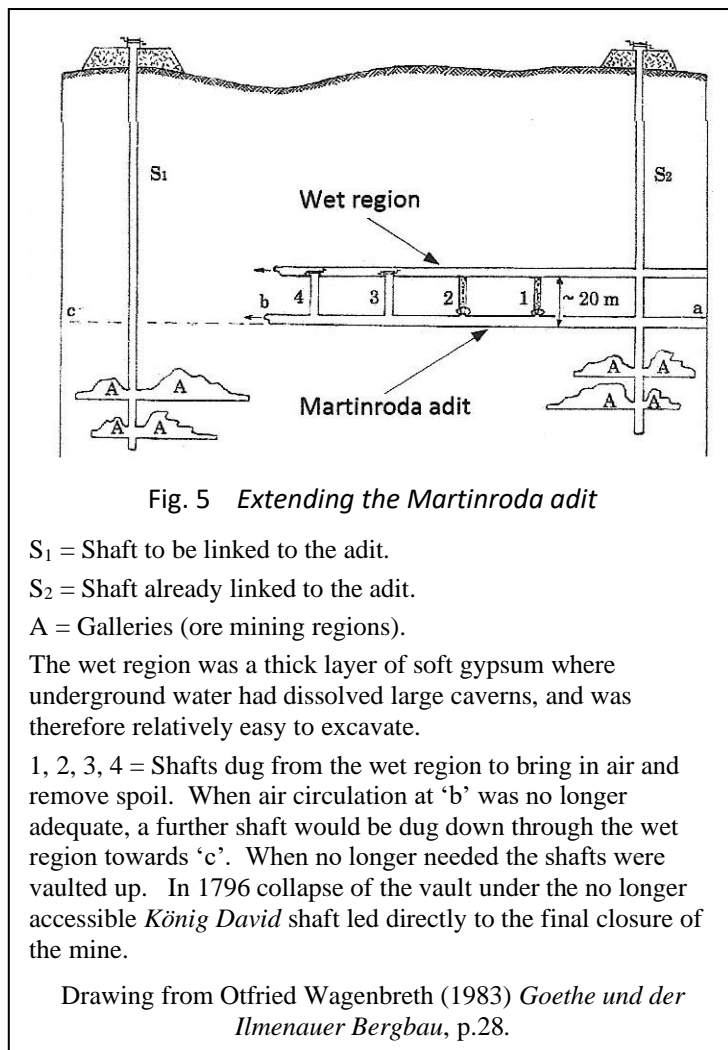 S1
S2
Wet region
4
3
2
1
~ 20 m
a
b
c
A
A
A
A
A
A
A
A
Martinroda adit
Fig. 5 Extending the Martinroda adit
S1 = Shaft to be linked to the adit.
S2 = Shaft already linked to the adit.
A = Galleries (ore mining regions).
The wet region was a thick layer of soft gypsum where
underground water had dissolved large caverns, and was
therefore relatively easy to excavate.
1, 2, 3, 4 = Shafts dug from the wet region to bring in air and
remove spoil. When air circulation at ‘b’ was no longer
adequate, a further shaft would be dug down through the wet
region towards ‘c’. When no longer needed the shafts were
vaulted up. In 1796 collapse of the vault under the no longer
accessible König David shaft led directly to the final closure of
the mine.
Drawing from Otfried Wagenbreth (1983) Goethe und der
Ilmenauer Bergbau, p.28.